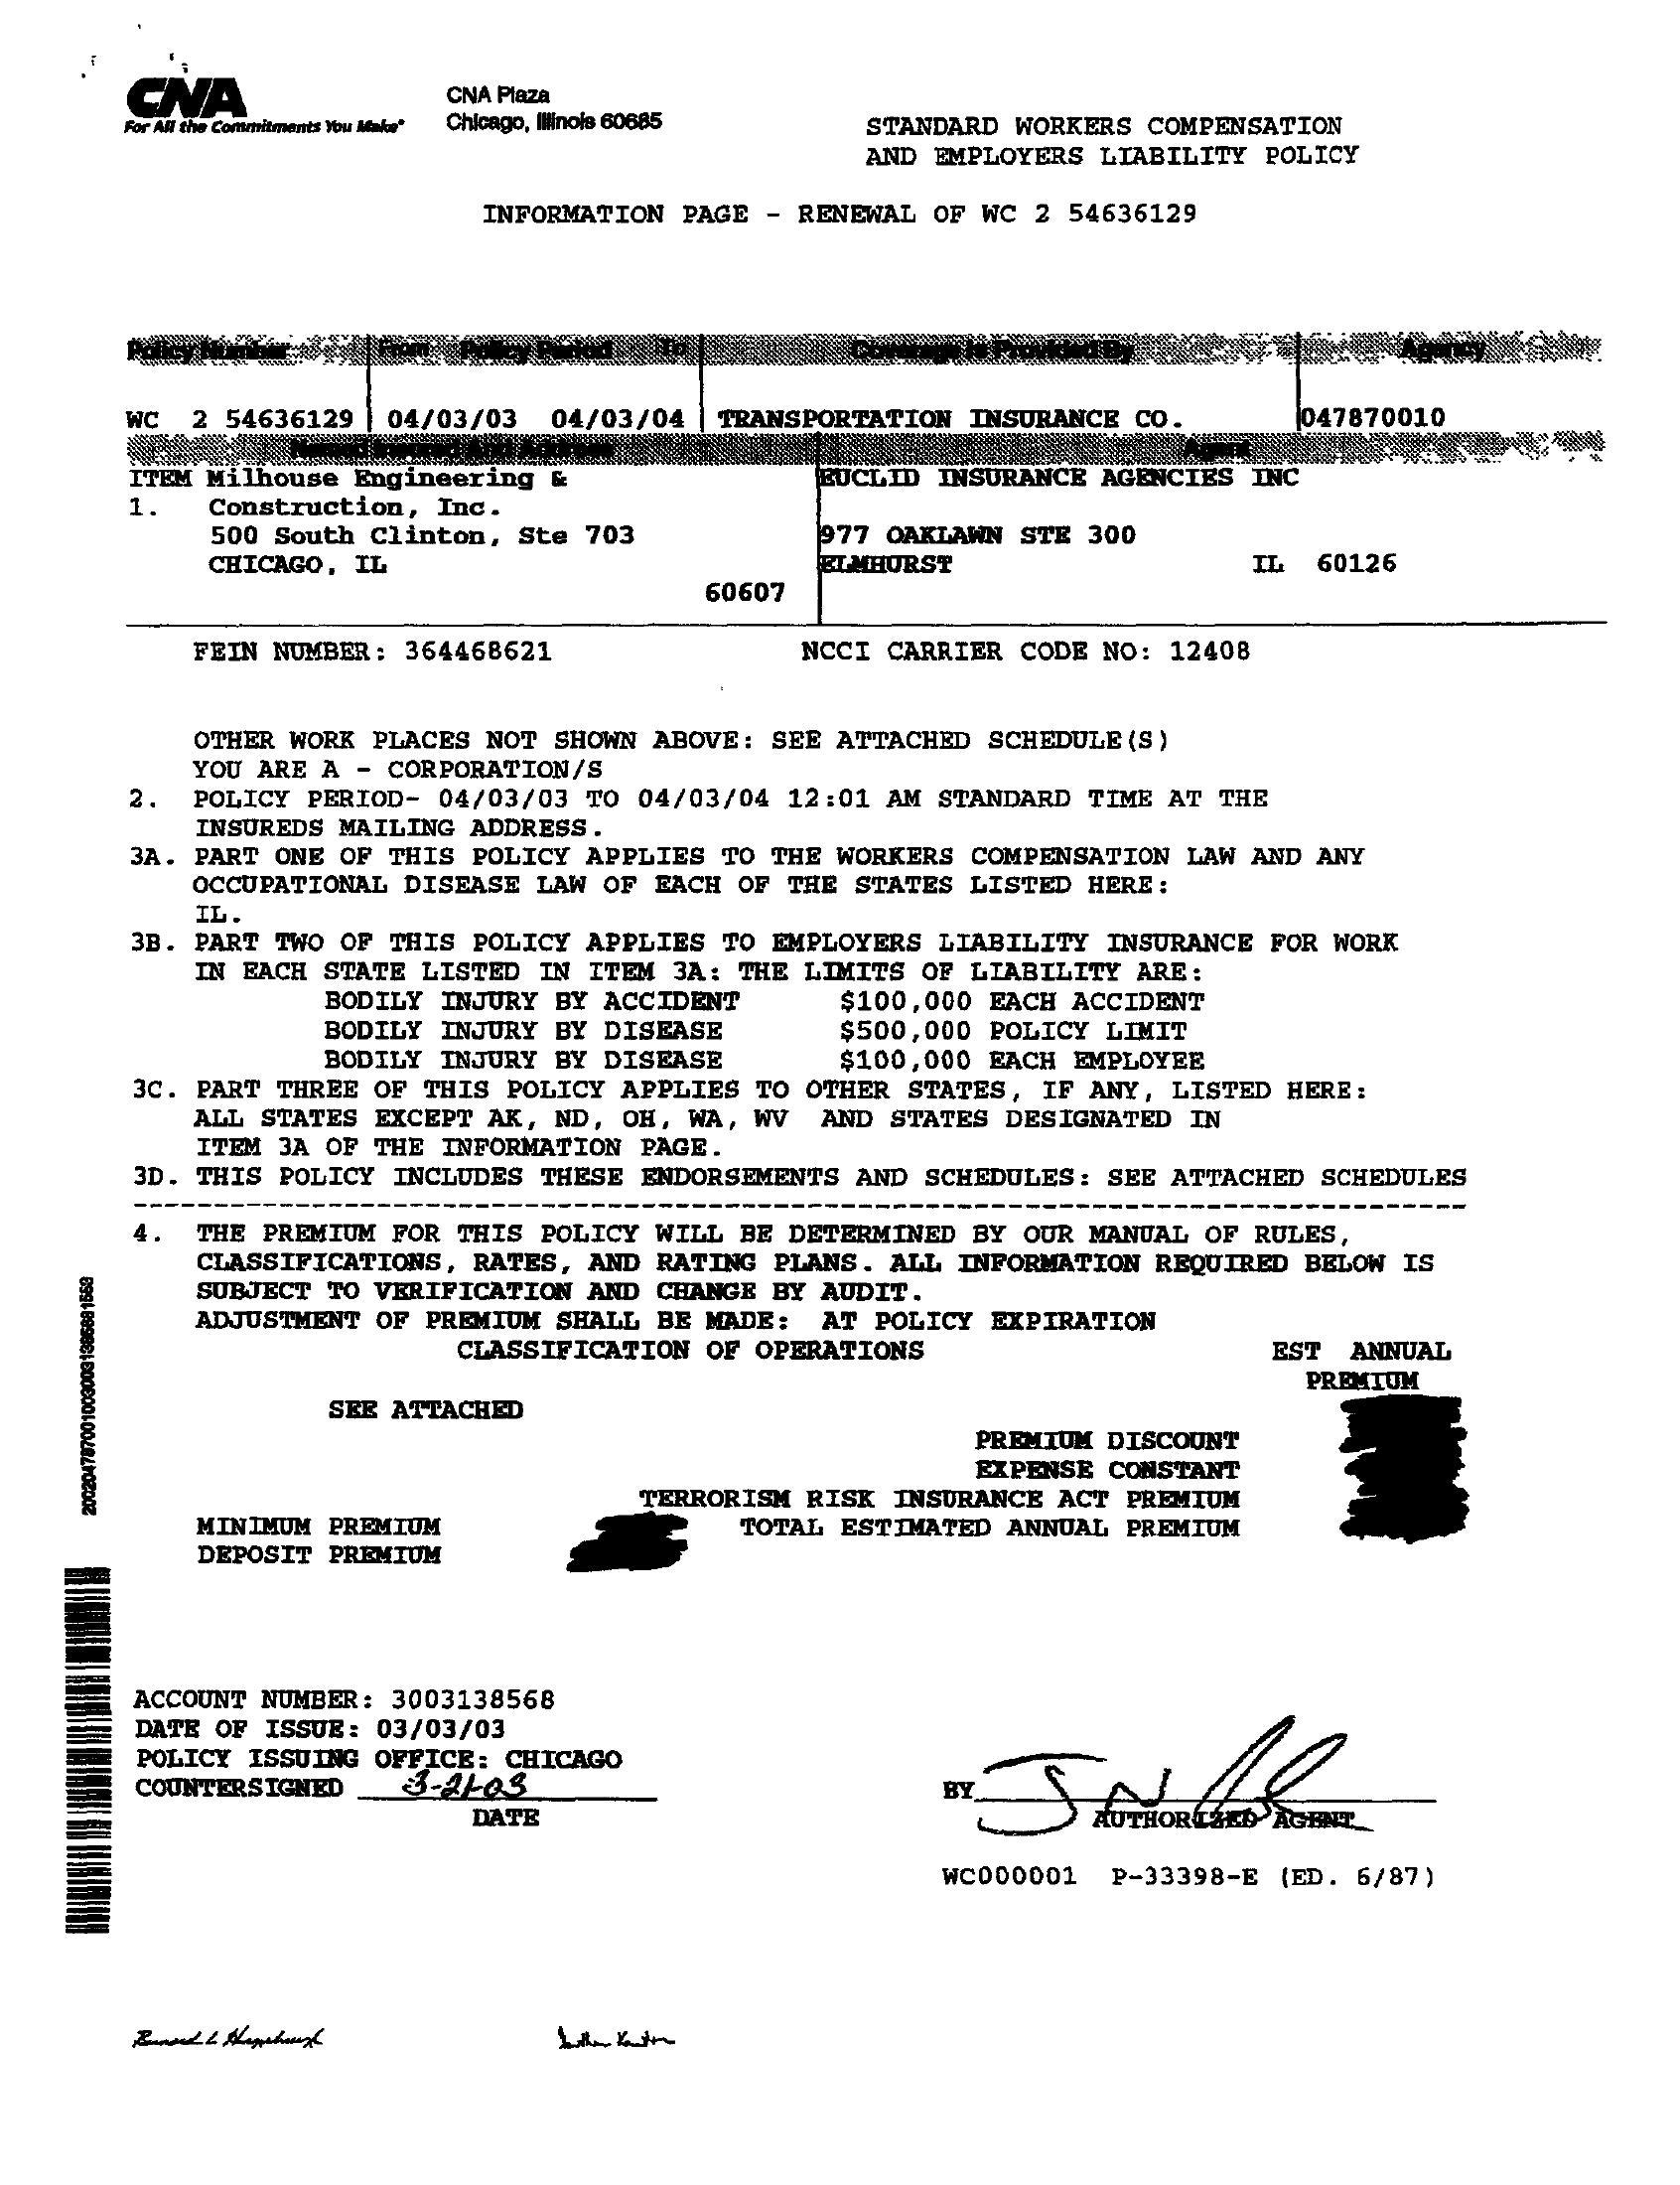 CNA
For All the Commitments You Make®
CNA Plaza
Chicago, Illinois 60685
STANDARD WORKERS COMPENSATION
AND EMPLOYERS LIABILITY POLICY
INFORMATION PAGE - RENEWAL OF WC 2 54636129
Policy Number From Policy Period To Coverage Is Provided By Agency
WC 2 54636129 04/03/03 04/03/04 TRANSPORTATION INSURANCE CO. 047870010
Named Insured And Address Agent
ITEM Milhouse Engineering & EUCLID INSURANCE AGENCIES INC
1. Construction, Inc.
500 South Clinton, Ste 703 977 OAKLAWN STE 300
CHICAGO, IL ELMHURST IL 60126
60607
FEIN NUMBER: 364468621 NCCI CARRIER CODE NO: 12408
OTHER WORK PLACES NOT SHOWN ABOVE: SEE ATTACHED SCHEDULE(S)
YOU ARE A - CORPORATION/S
2. POLICY PERIOD- 04/03/03 TO 04/03/04 12:01 AM STANDARD TIME AT THE
INSUREDS MAILING ADDRESS.
3A. PART ONE OF THIS POLICY APPLIES TO THE WORKERS COMPENSATION LAW AND ANY
OCCUPATIONAL DISEASE LAW OF EACH OF THE STATES LISTED HERE:
IL.
3B. PART TWO OF THIS POLICY APPLIES TO EMPLOYERS LIABILITY INSURANCE FOR WORK
IN EACH STATE LISTED IN ITEM 3A: THE LIMITS OF LIABILITY ARE:
BODILY INJURY BY ACCIDENT $100,000 EACH ACCIDENT
BODILY INJURY BY DISEASE $500,000 POLICY LIMIT
BODILY INJURY BY DISEASE $100,000 EACH EMPLOYEE
3C. PART THREE OF THIS POLICY APPLIES TO OTHER STATES, IF ANY, LISTED HERE:
ALL STATES EXCEPT AK, ND, OH, WA, WV AND STATES DESIGNATED IN
ITEM 3A OF THE INFORMATION PAGE.
3D. THIS POLICY INCLUDES THESE ENDORSEMENTS AND SCHEDULES: SEE ATTACHED SCHEDULES
4. THE PREMIUM FOR THIS POLICY WILL BE DETERMINED BY OUR MANUAL OF RULES,
CLASSIFICATIONS, RATES, AND RATING PLANS. ALL INFORMATION REQUIRED BELOW IS
SUBJECT TO VERIFICATION AND CHANGE BY AUDIT.
ADJUSTMENT OF PREMIUM SHALL BE MADE: AT POLICY EXPIRATION
CLASSIFICATION OF OPERATIONS EST ANNUAL
PREMIUM
SEE ATTACHED
PREMIUM DISCOUNT
EXPENSE CONSTANT
TERRORISM RISK INSURANCE ACT PREMIUM
MINIMUM PREMIUM TOTAL ESTIMATED ANNUAL PREMIUM
DEPOSIT PREMIUM
ACCOUNT NUMBER: 3003138568
DATE OF ISSUE: 03/03/03
POLICY ISSUING OFFICE: CHICAGO
COUNTERSIGNED 3-21-03 BY
DATE AUTHORIZED AGENT
WC000001 P-33398-E (ED. 6/87)